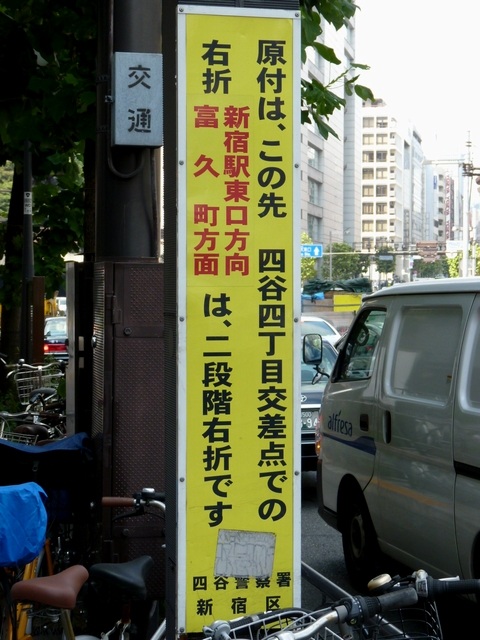 交通
原付は、この先 四谷四丁目交差点での
右折 新宿駅東口方向
富久町方面 は、二段階右折です
四谷警察署
新宿区
alfresa